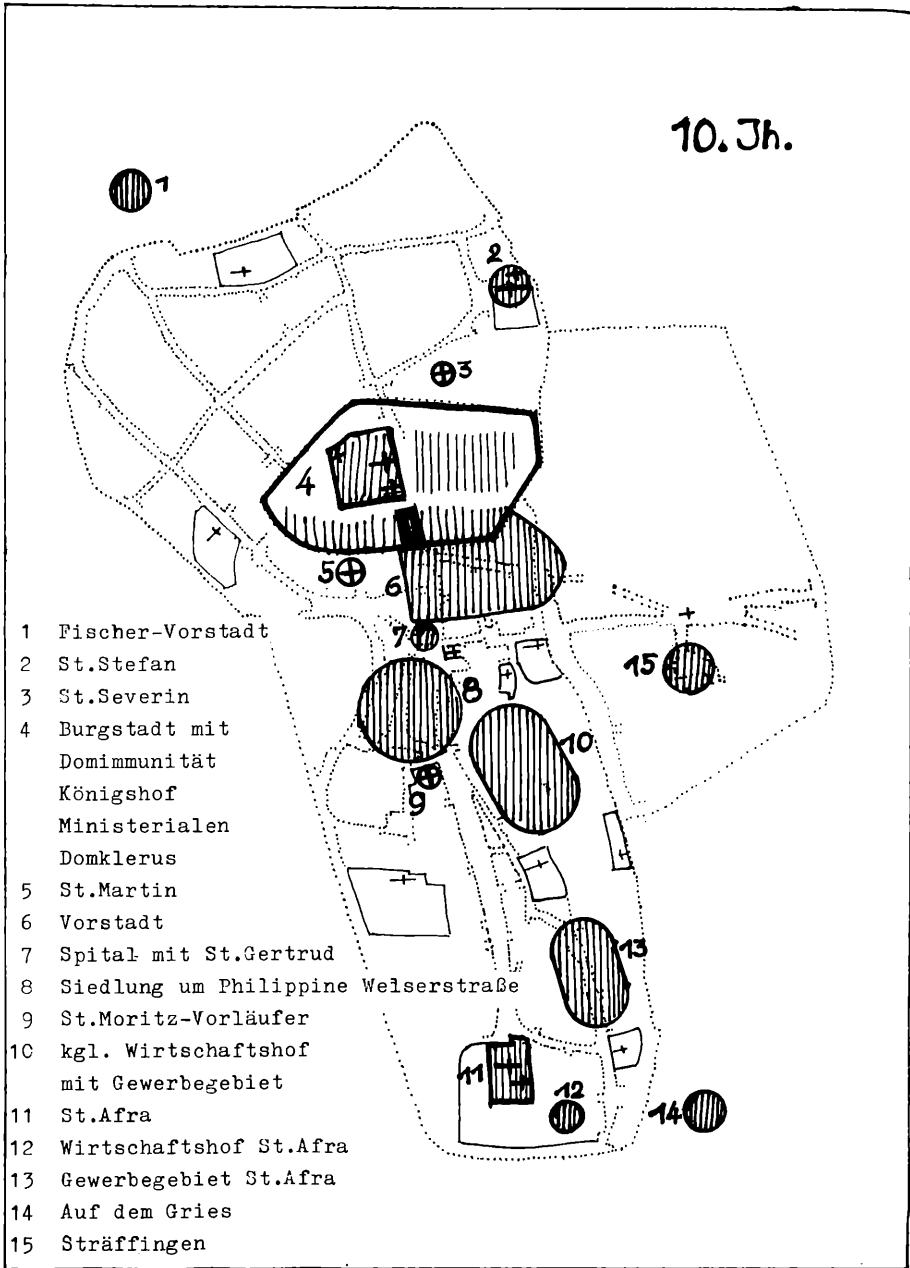 10. Jh.
1
2
3
4
5
6
7
8
9
10
11
12
13
14
15
1 Fischer-Vorstadt
2 St.Stefan
3 St.Severin
4 Burgstadt mit
Domimmunität
Königshof
Ministerialen
Domklerus
5 St.Martin
6 Vorstadt
7 Spital mit St.Gertrud
8 Siedlung um Philippine Welserstraße
9 St.Moritz-Vorläufer
10 kgl. Wirtschaftshof
mit Gewerbegebiet
11 St.Afra
12 Wirtschaftshof St.Afra
13 Gewerbegebiet St.Afra
14 Auf dem Gries
15 Sträffingen